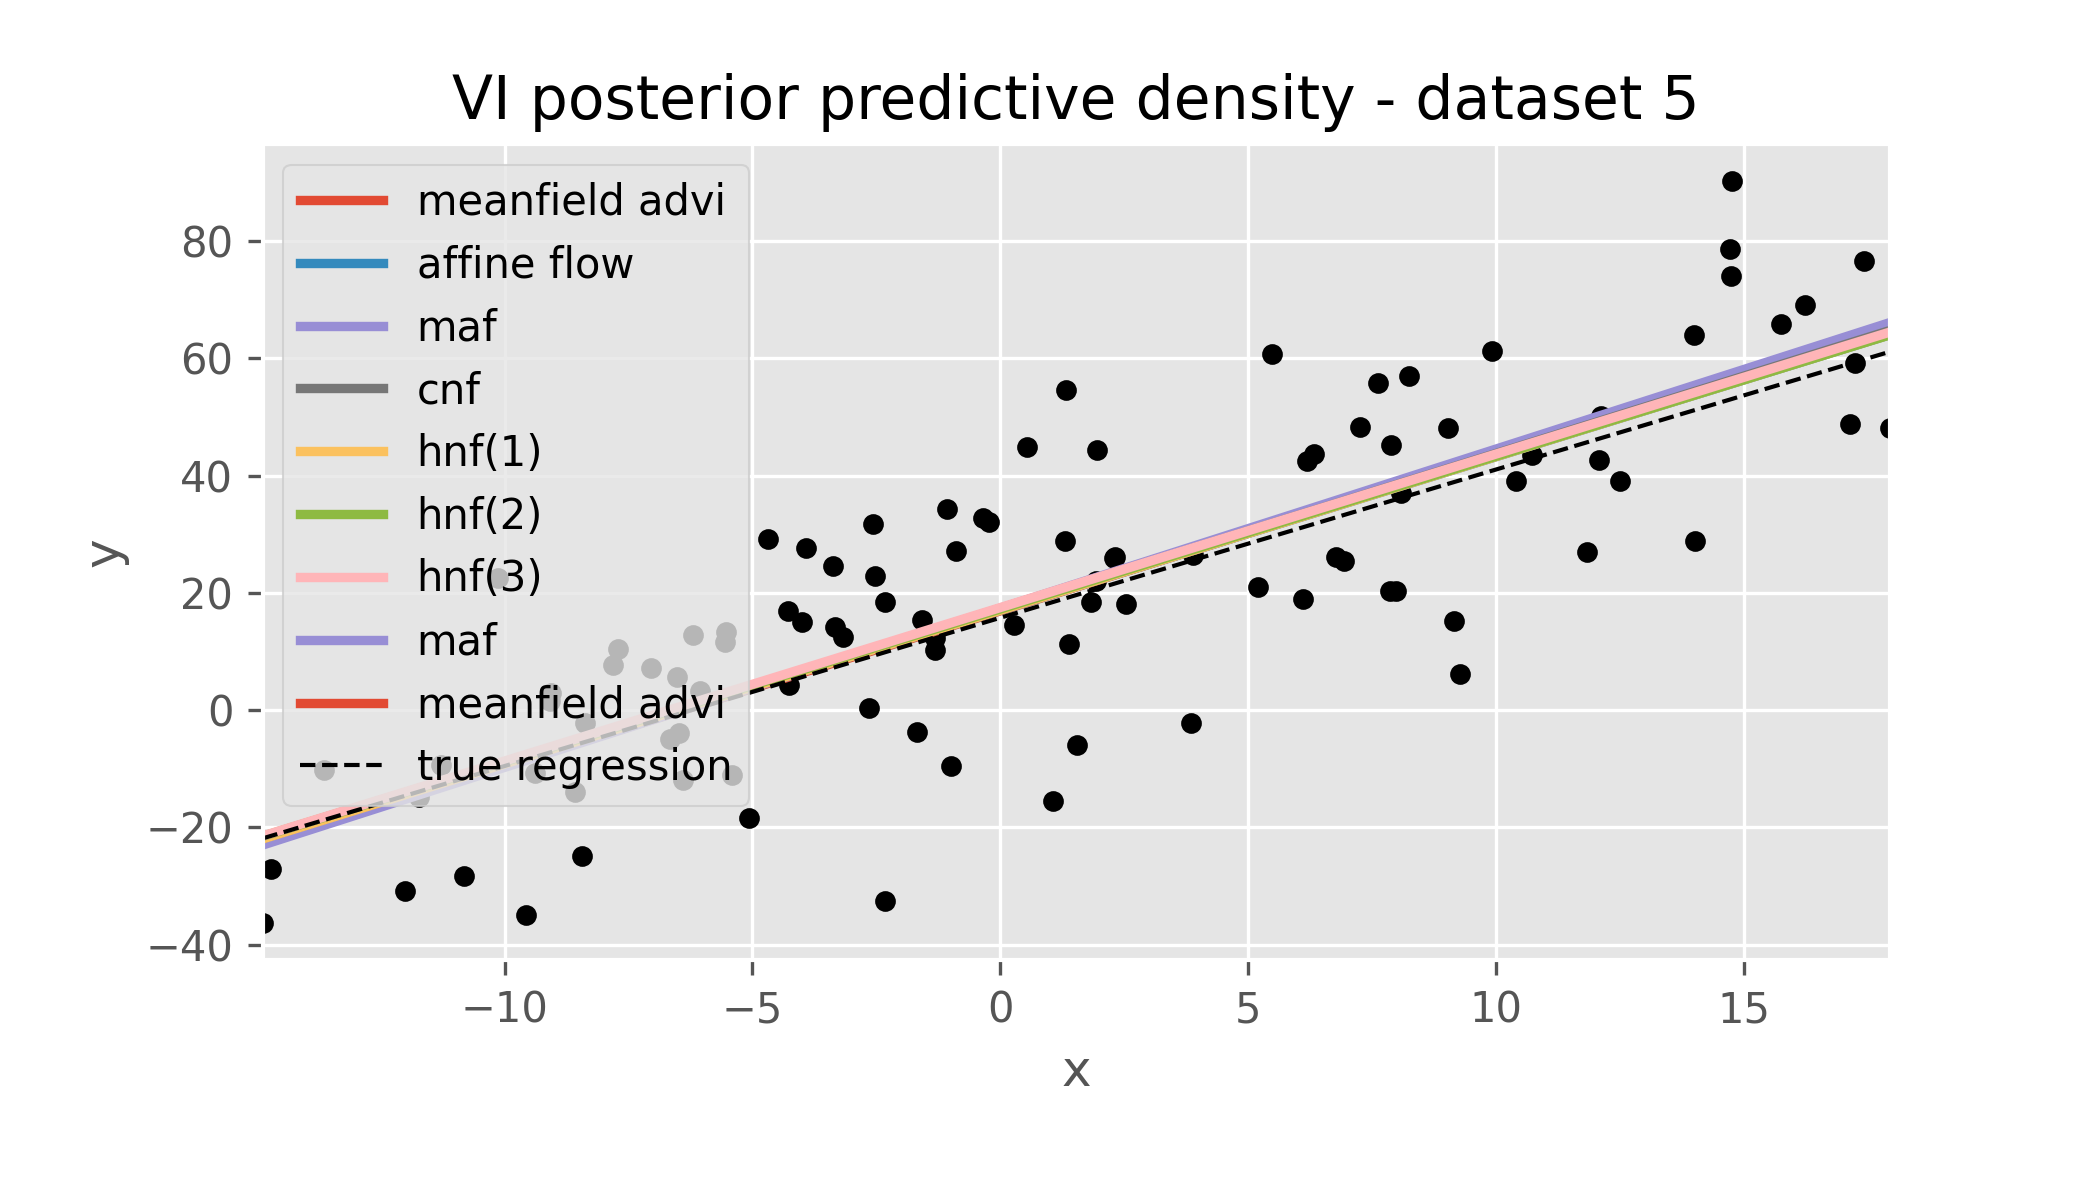 VI posterior predictive density - dataset 5
meanfield advi
affine flow
maf
cnf
hnf(1)
hnf(2)
hnf(3)
maf
meanfield advi
true regression
80
60
40
20
0
−20
−40
y
−10 −5 0 5 10 15
x